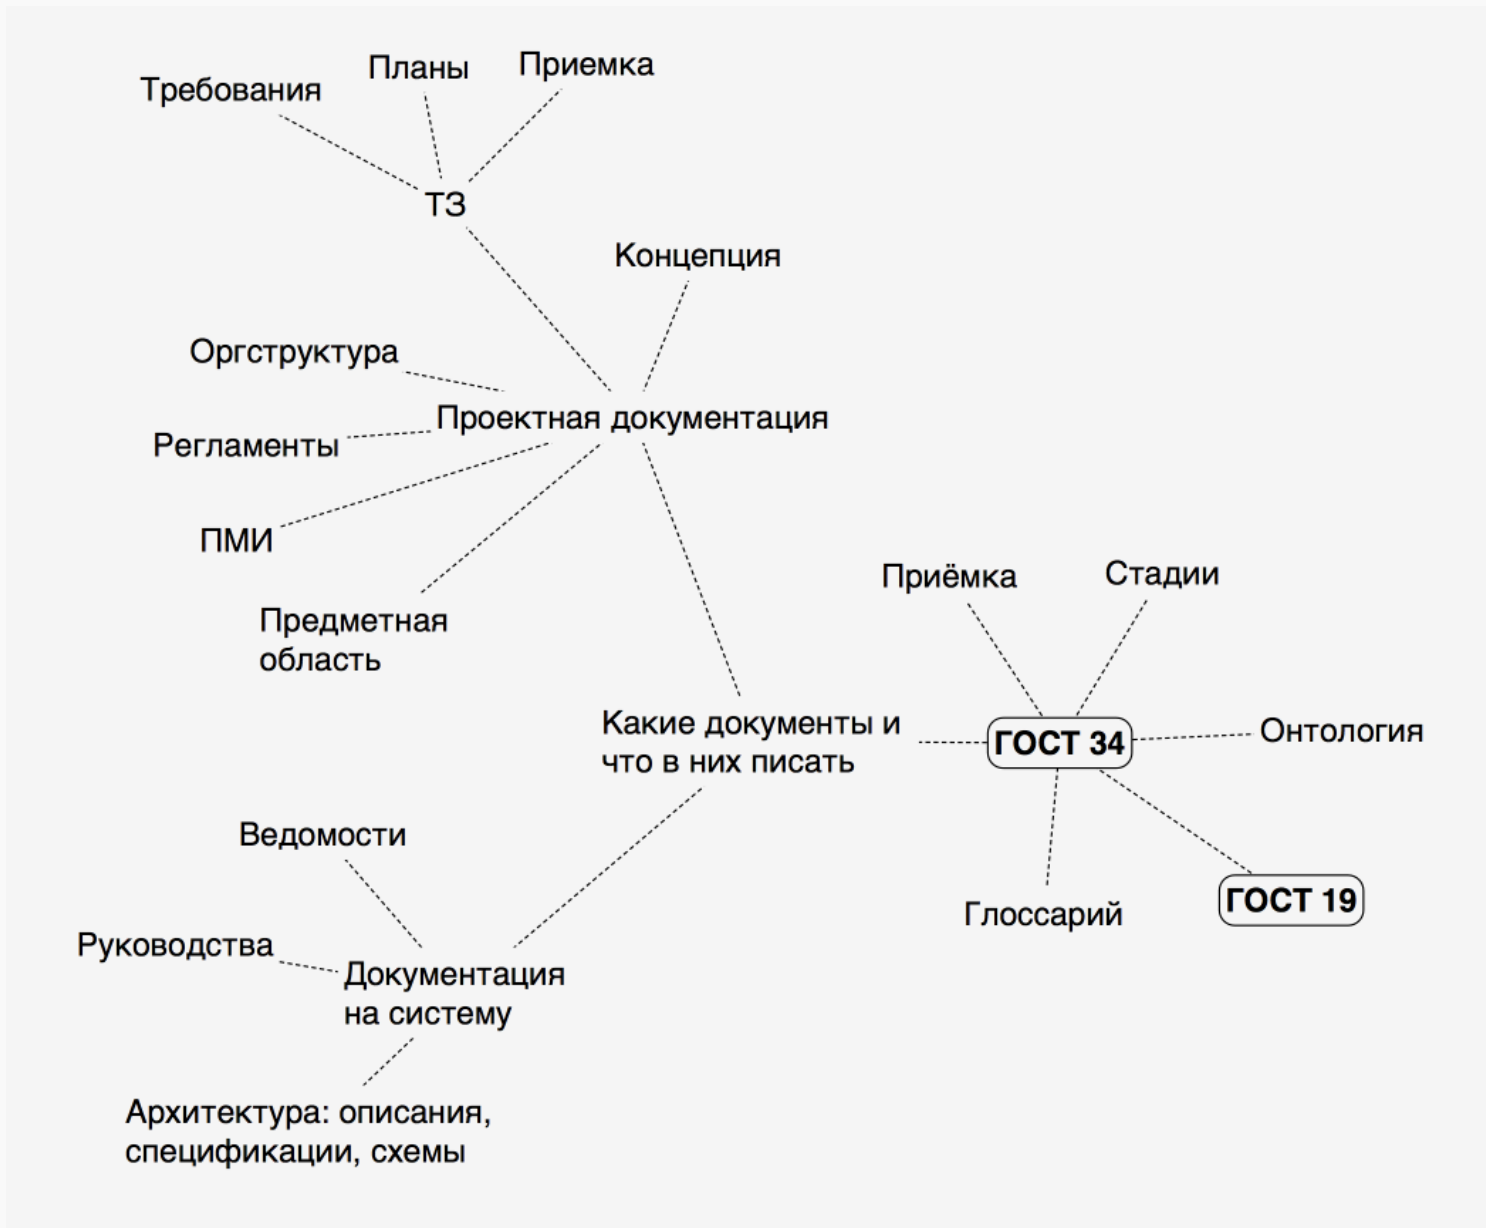 Требования
Планы
Приемка
ТЗ
Концепция
Оргструктура
Проектная документация
Регламенты
ПМИ
Предметная
область
Приёмка
Стадии
Какие документы и
что в них писать
ГОСТ 34
Онтология
Ведомости
ГОСТ 19
Глоссарий
Руководства
Документация
на систему
Архитектура: описания,
спецификации, схемы